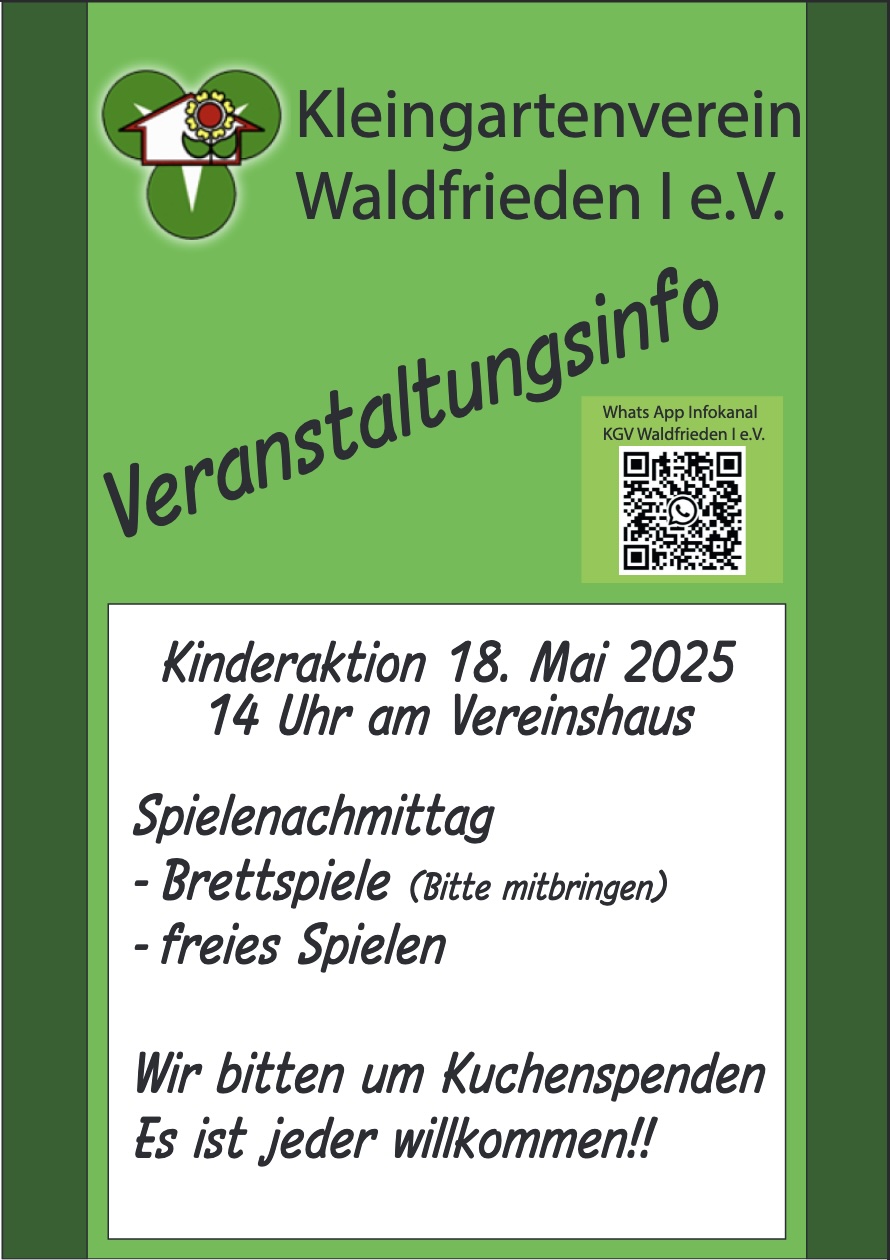 Kleingartenverein
Waldfrieden I e.V.
Veranstaltungsinfo
Whats App Infokanal
KGV Waldfrieden I e.V.
Kinderaktion 18. Mai 2025
14 Uhr am Vereinshaus
Spielenachmittag
- Brettspiele (Bitte mitbringen)
- freies Spielen
Wir bitten um Kuchenspenden
Es ist jeder willkommen!!